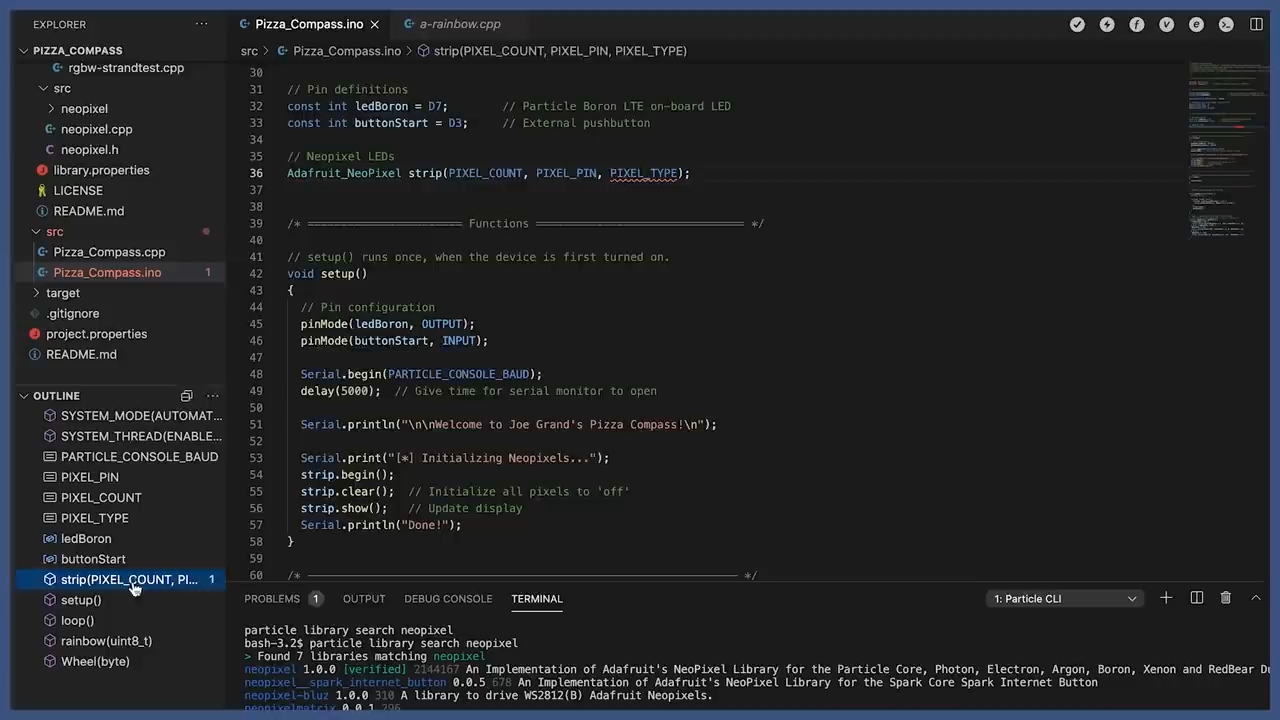 EXPLORER
Pizza_Compass.ino
a-rainbow.cpp
PIZZA_COMPASS
src > Pizza_Compass.ino > strip(PIXEL_COUNT, PIXEL_PIN, PIXEL_TYPE)
rgbw-strandtest.cpp
src
neopixel
neopixel.cpp
neopixel.h
library.properties
LICENSE
README.md
src
Pizza_Compass.cpp
Pizza_Compass.ino 1
target
.gitignore
project.properties
README.md
OUTLINE
SYSTEM_MODE(AUTOMAT...
SYSTEM_THREAD(ENABLE...
PARTICLE_CONSOLE_BAUD
PIXEL_PIN
PIXEL_COUNT
PIXEL_TYPE
ledBoron
buttonStart
strip(PIXEL_COUNT, PI... 1
setup()
loop()
rainbow(uint8_t)
Wheel(byte)
30
31 // Pin definitions
32 const int ledBoron = D7; // Particle Boron LTE on-board LED
33 const int buttonStart = D3; // External pushbutton
34
35 // Neopixel LEDs
36 Adafruit_NeoPixel strip(PIXEL_COUNT, PIXEL_PIN, PIXEL_TYPE);
37
38
39 /* ======================= Functions =============================== */
40
41 // setup() runs once, when the device is first turned on.
42 void setup()
43 {
44 // Pin configuration
45 pinMode(ledBoron, OUTPUT);
46 pinMode(buttonStart, INPUT);
47
48 Serial.begin(PARTICLE_CONSOLE_BAUD);
49 delay(5000); // Give time for serial monitor to open
50
51 Serial.println("\n\nWelcome to Joe Grand's Pizza Compass!\n");
52
53 Serial.print("[*] Initializing Neopixels...");
54 strip.begin();
55 strip.clear(); // Initialize all pixels to 'off'
56 strip.show(); // Update display
57 Serial.println("Done!");
58 }
59
60 /* ================================================================ */
PROBLEMS 1 OUTPUT DEBUG CONSOLE TERMINAL 1: Particle CLI
particle library search neopixel
bash-3.2$ particle library search neopixel
> Found 7 libraries matching neopixel
neopixel 1.0.0 [verified] 2144167 An Implementation of Adafruit's NeoPixel Library for the Particle Core, Photon, Electron, Argon, Boron, Xenon and RedBear Du
neopixel__spark_internet_button 0.0.5 678 An Implementation of Adafruit's NeoPixel Library for the Spark Core Spark Internet Button
neopixel-bluz 1.0.0 310 A library to drive WS2812(B) Adafruit Neopixels.
neopixelmatrix 0.0.1 296